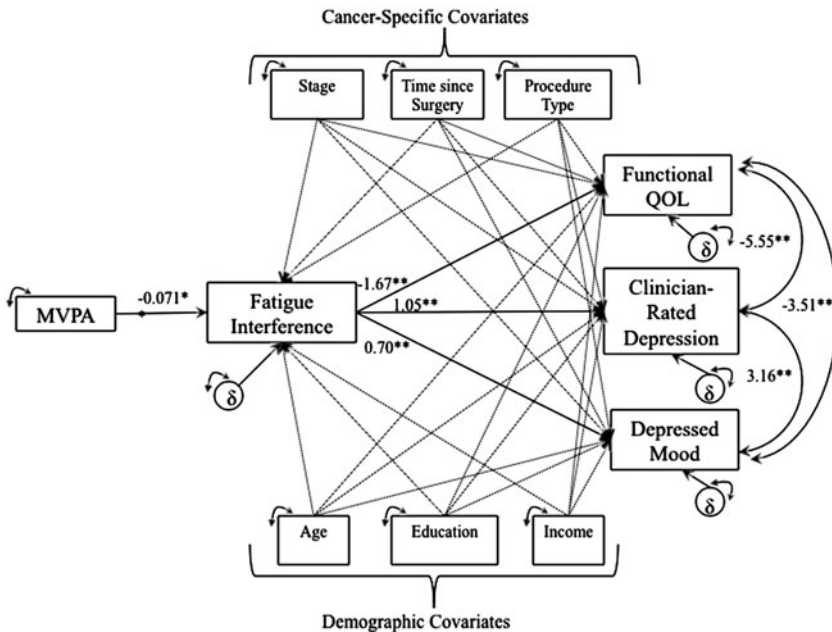 Cancer-Specific Covariates
Stage
Time since
Surgery
Procedure
Type
Functional
QOL
δ
-5.55**
-1.67**
-0.071*
MVPA
Fatigue
Interference
1.05**
Clinician-
Rated
Depression
-3.51**
0.70**
δ
δ
3.16**
Depressed
Mood
δ
Age
Education
Income
Demographic Covariates